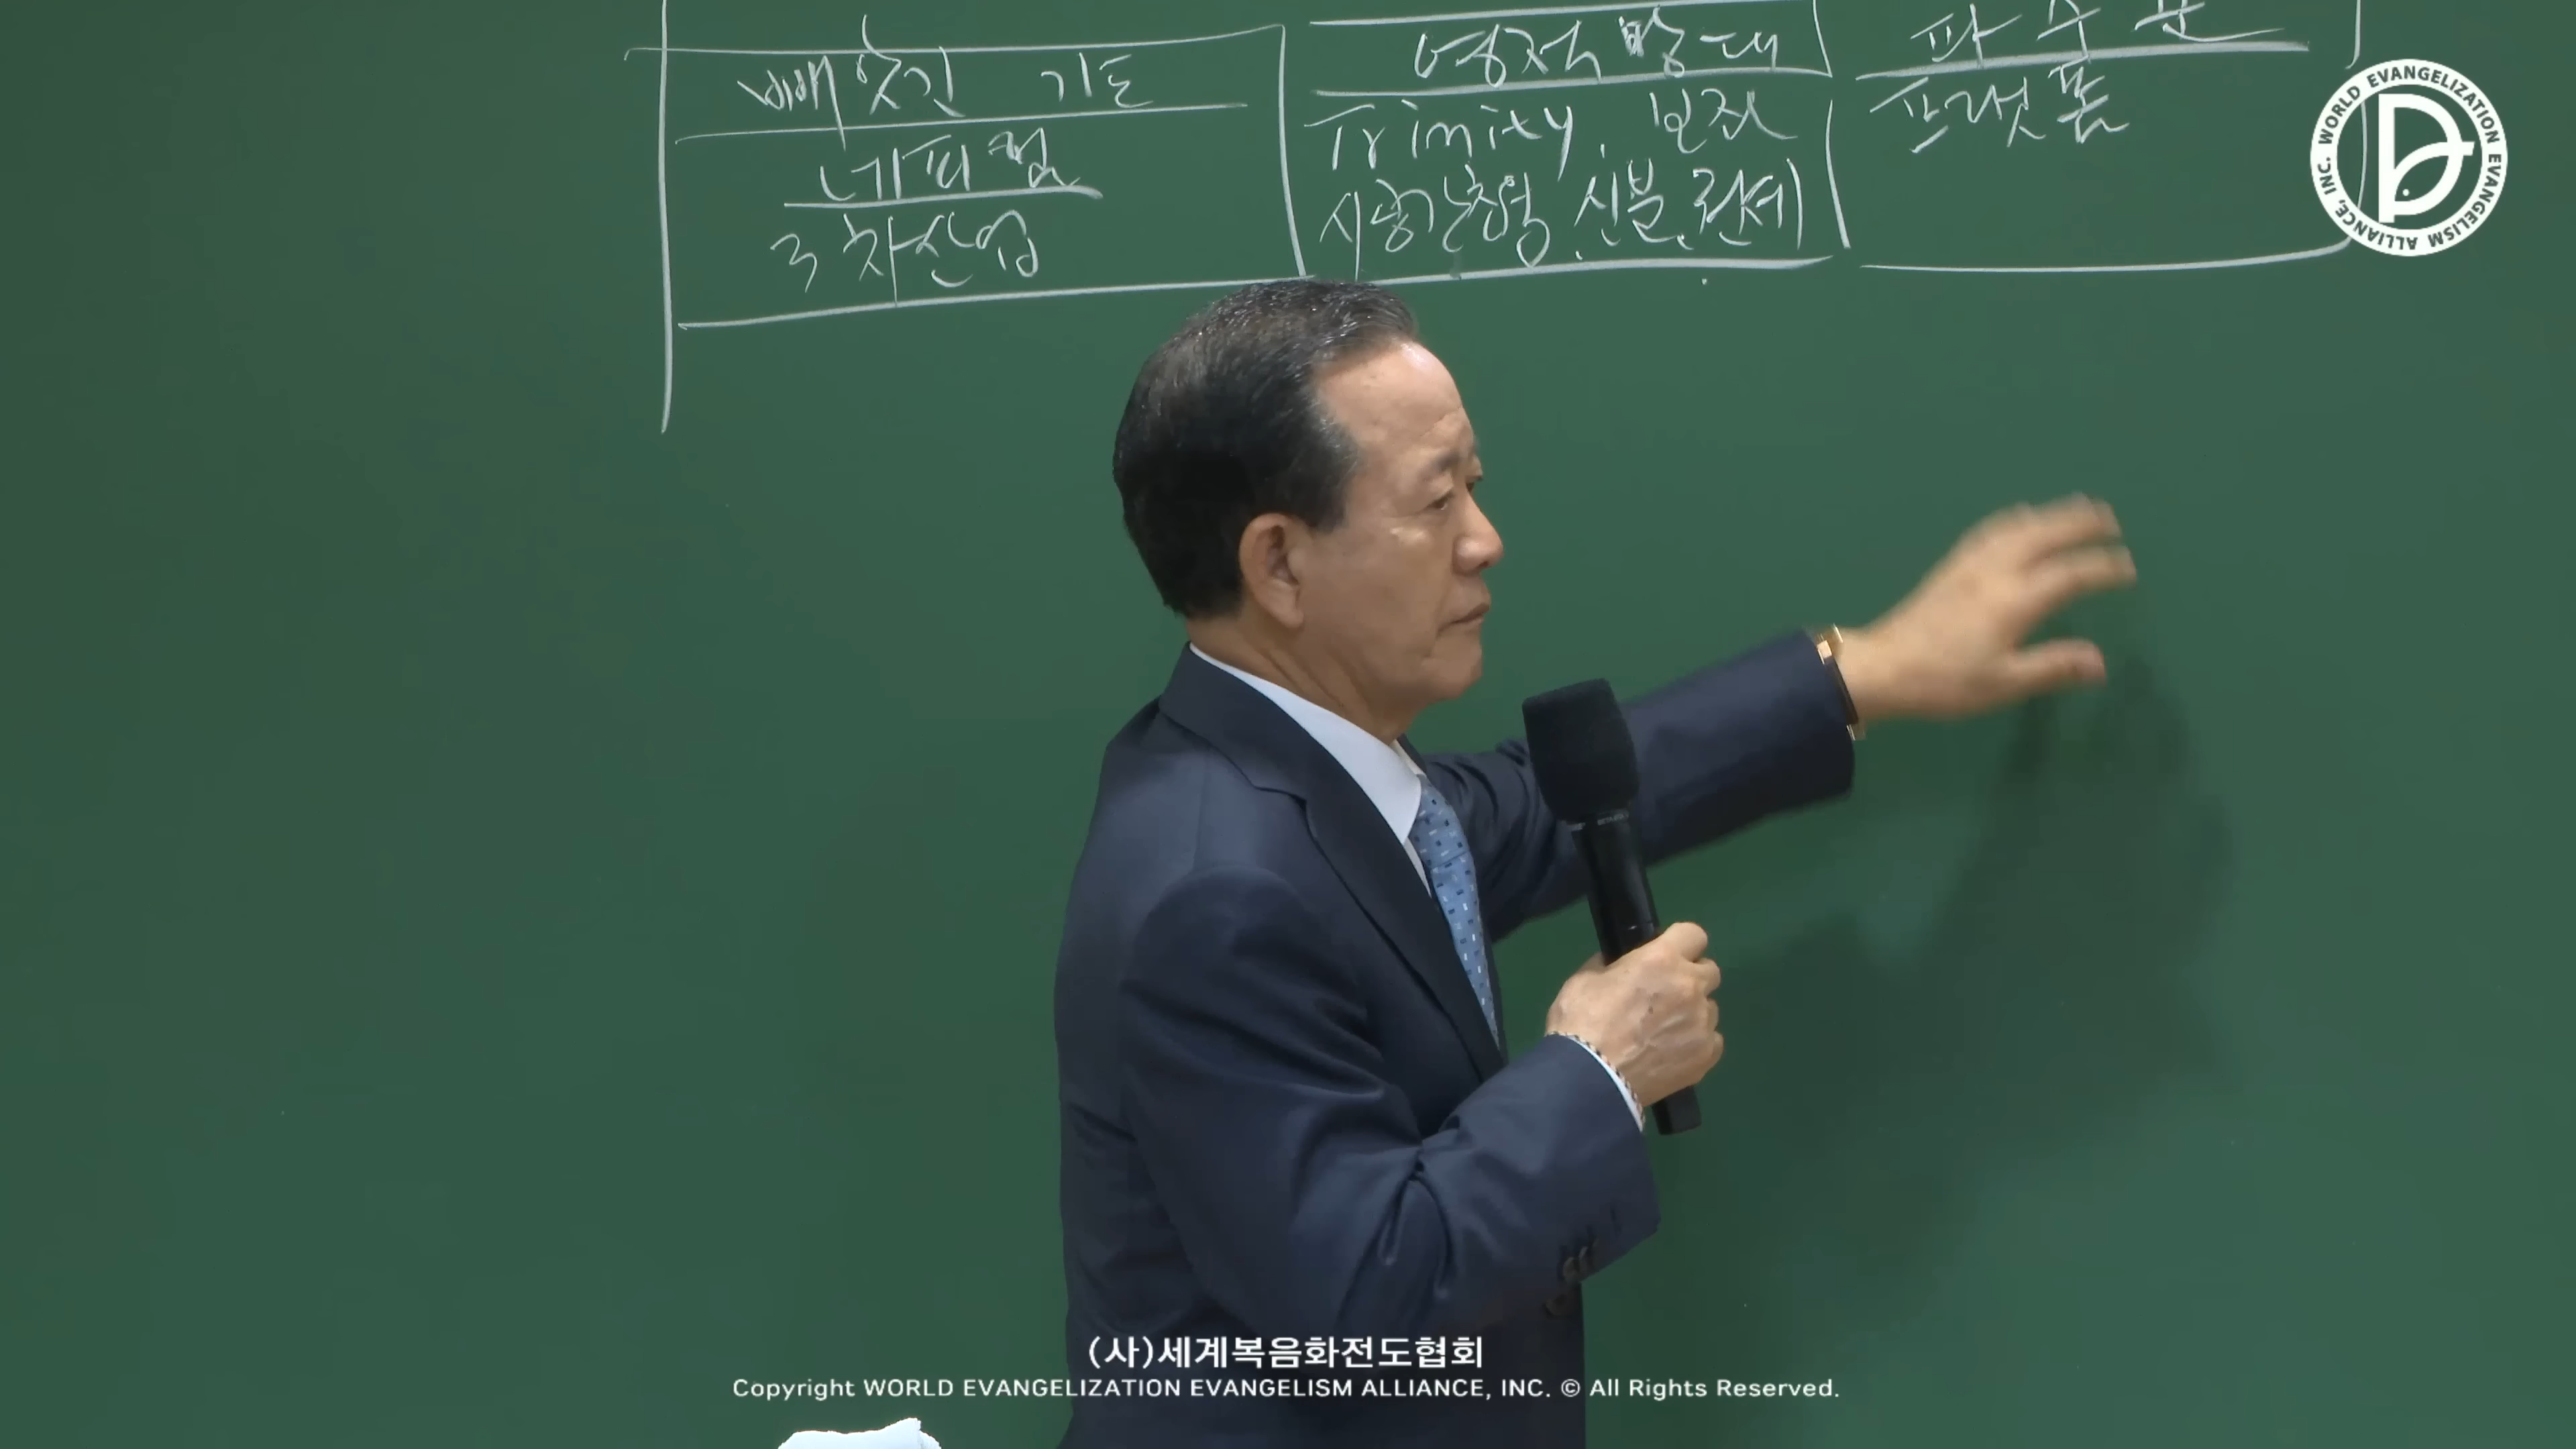 빼앗긴 기도
네피림
3차산업
영적 망대
Trinity. 보좌
시공간초월. 신분. 권세
파수꾼
플랫폼
WORLD EVANGELIZATION EVANGELISM ALLIANCE, INC.
(사)세계복음화전도협회
Copyright WORLD EVANGELIZATION EVANGELISM ALLIANCE, INC. © All Rights Reserved.